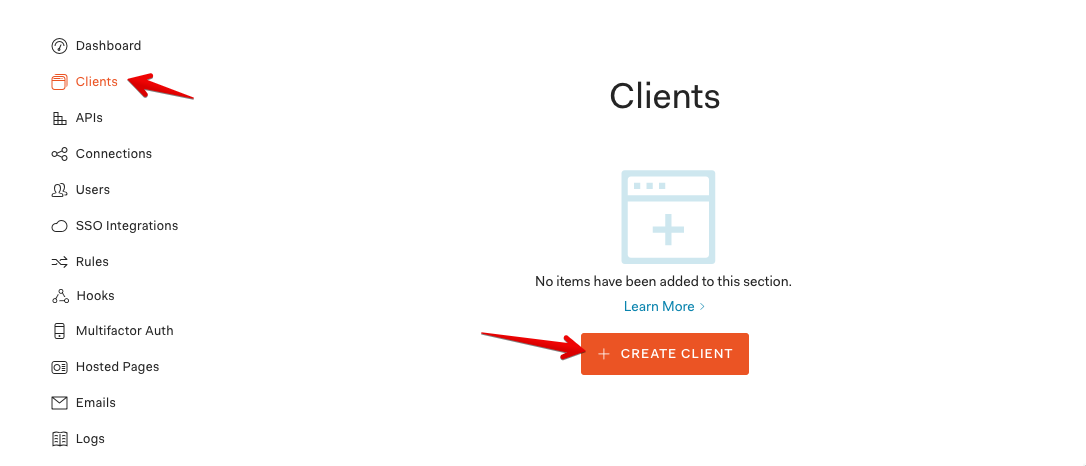 Dashboard
Clients
APIs
Connections
Users
SSO Integrations
Rules
Hooks
Multifactor Auth
Hosted Pages
Emails
Logs
Clients
No items have been added to this section.
Learn More
CREATE CLIENT